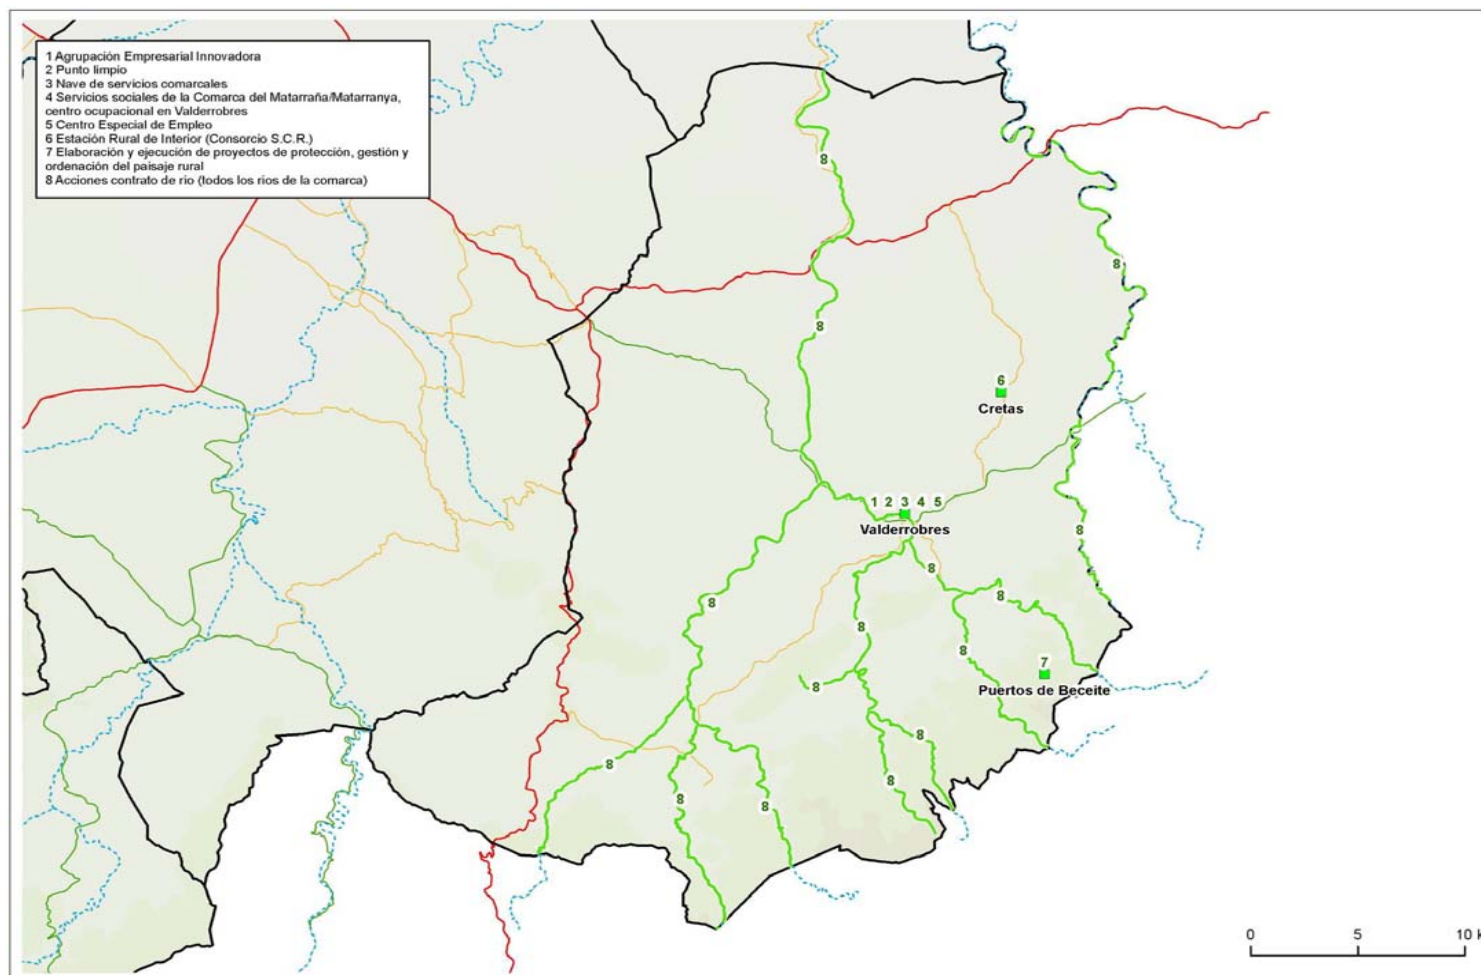 1 Agrupación Empresarial Innovadora
2 Punto limpio
3 Nave de servicios comarcales
4 Servicios sociales de la Comarca del Matarraña/Matarranya,
centro ocupacional en Valderrobres
5 Centro Especial de Empleo
6 Estación Rural de Interior (Consorcio S.C.R.)
7 Elaboración y ejecución de proyectos de protección, gestión y
ordenación del paisaje rural
8 Acciones contrato de río (todos los ríos de la comarca)
8
8
8
6
Cretas
1 2 3 4 5
Valderrobres
8
8
8
8
8
8
7
8
Puertos de Beceite
8
8
8
8
8
0 5 10 k